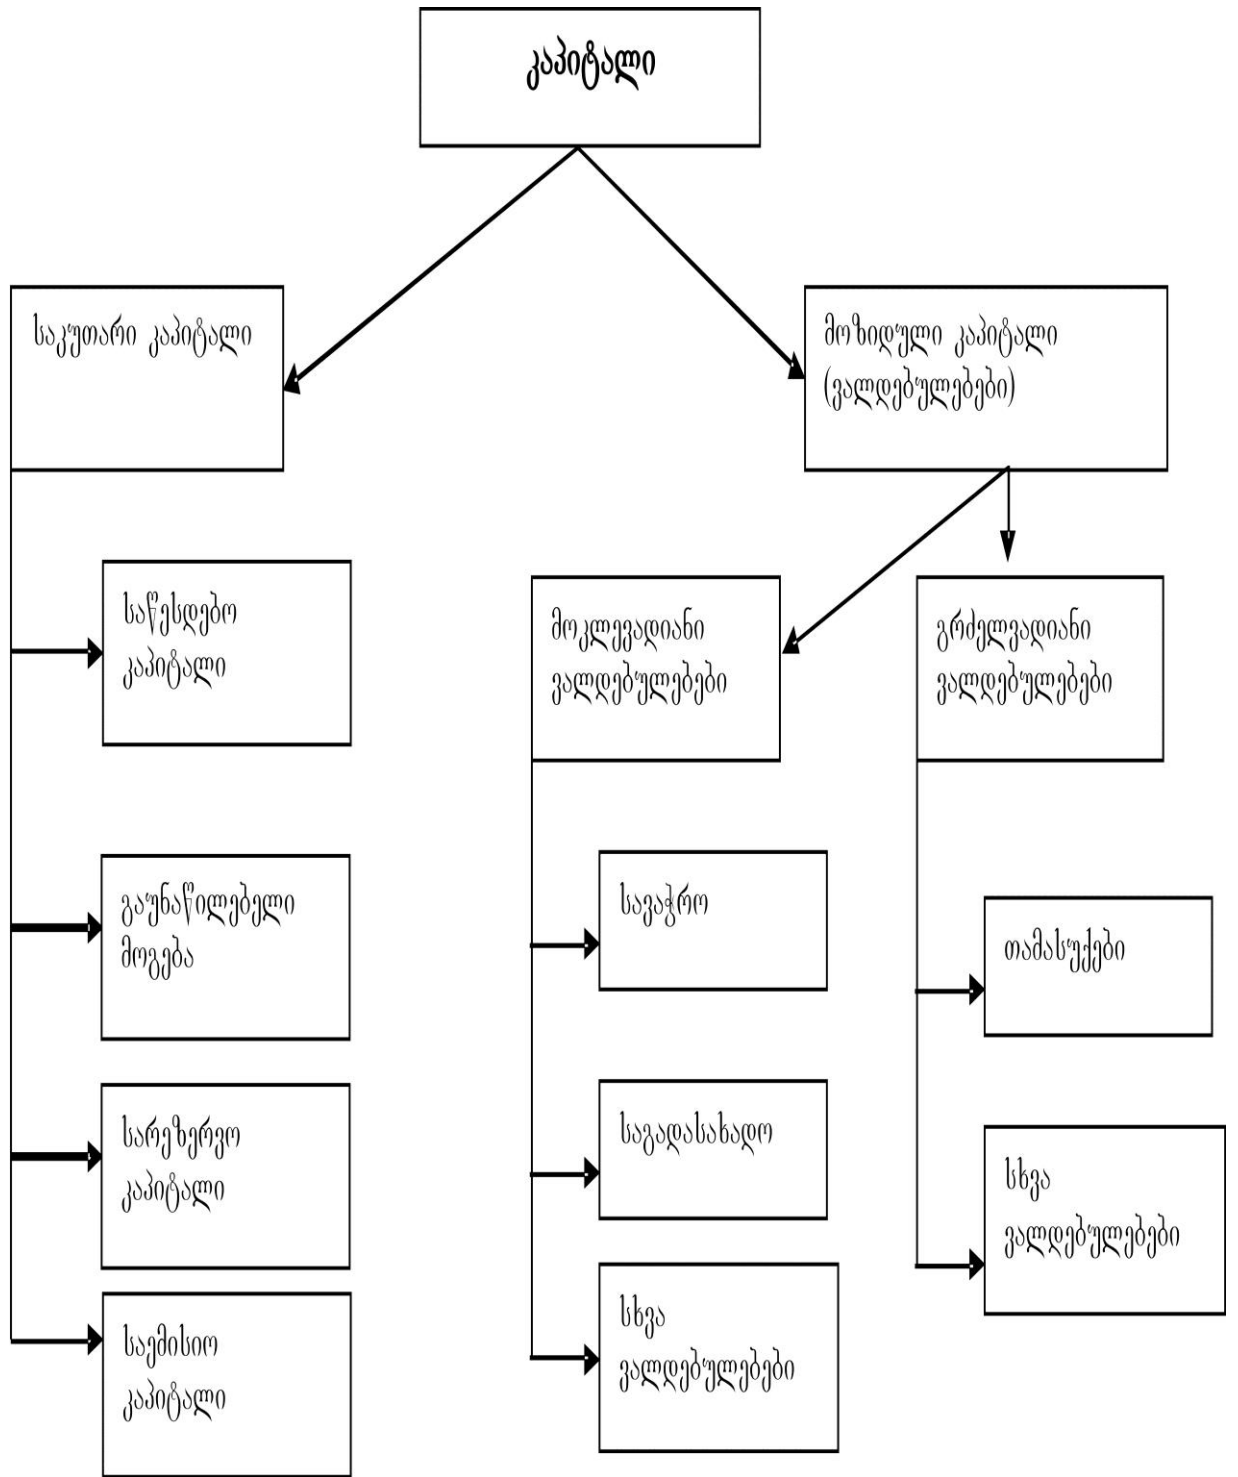 კაპიტალი
საკუთარი კაპიტალი
მოზიდული კაპიტალი
(ვალდებულებები)
საწესდებო
კაპიტალი
გაუნაწილებელი
მოგება
სარეზერვო
კაპიტალი
საემისიო
კაპიტალი
მოკლევადიანი
ვალდებულებები
სავაჭრო
საგადასახადო
სხვა
ვალდებულებები
გრძელვადიანი
ვალდებულებები
თამასუქები
სხვა
ვალდებულებები